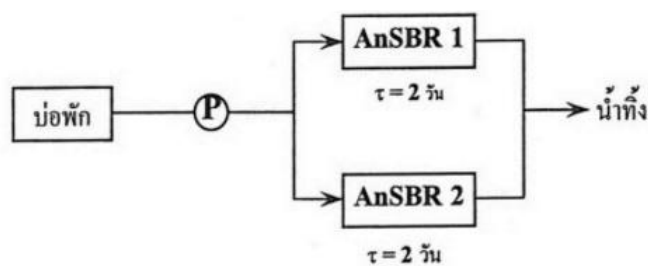 AnSBR 1
τ = 2 วัน
บ่อพัก
P
น้ำทิ้ง
AnSBR 2
τ = 2 วัน